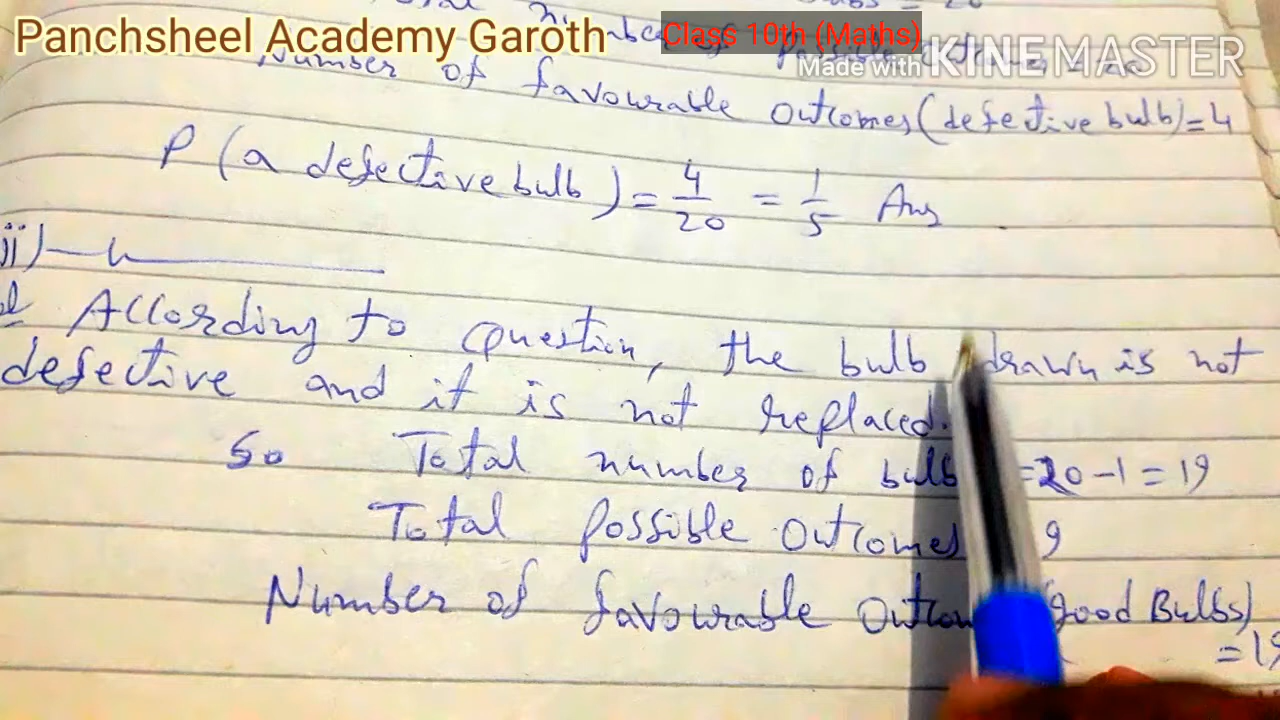 Panchsheel Academy Garoth
Class 10th (Maths)
Made with KINEMASTER
Number of favourable outcomes (defective bulb) = 4
P (a defective bulb) = 4/20 = 1/5 Ans
ii)
According to question, the bulb drawn is not
defective and it is not replaced.
So Total number of bulb = 20 - 1 = 19
Total possible outcomes 9
Number of favourable (good Bulbs)